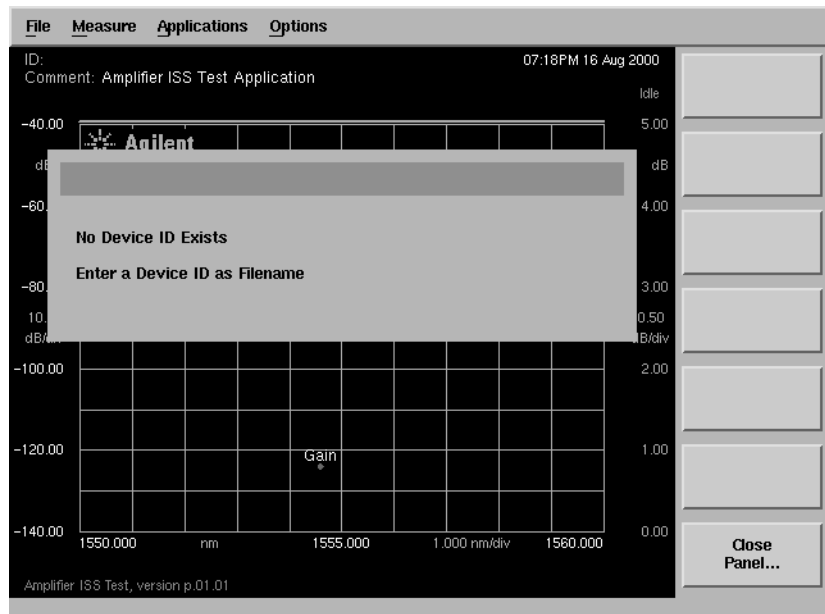 File Measure Applications Options
ID: 07:18PM 16 Aug 2000
Comment: Amplifier ISS Test Application
Idle
-40.00 5.00
Agilent
dB
-60. 4.00
No Device ID Exists
Enter a Device ID as Filename
-80. 3.00
10. 0.50
dB/div
-100.00 2.00
-120.00 1.00
Gain
-140.00 0.00
1550.000 nm 1555.000 1.000 nm/div 1560.000
Close
Panel...
Amplifier ISS Test, version p.01.01